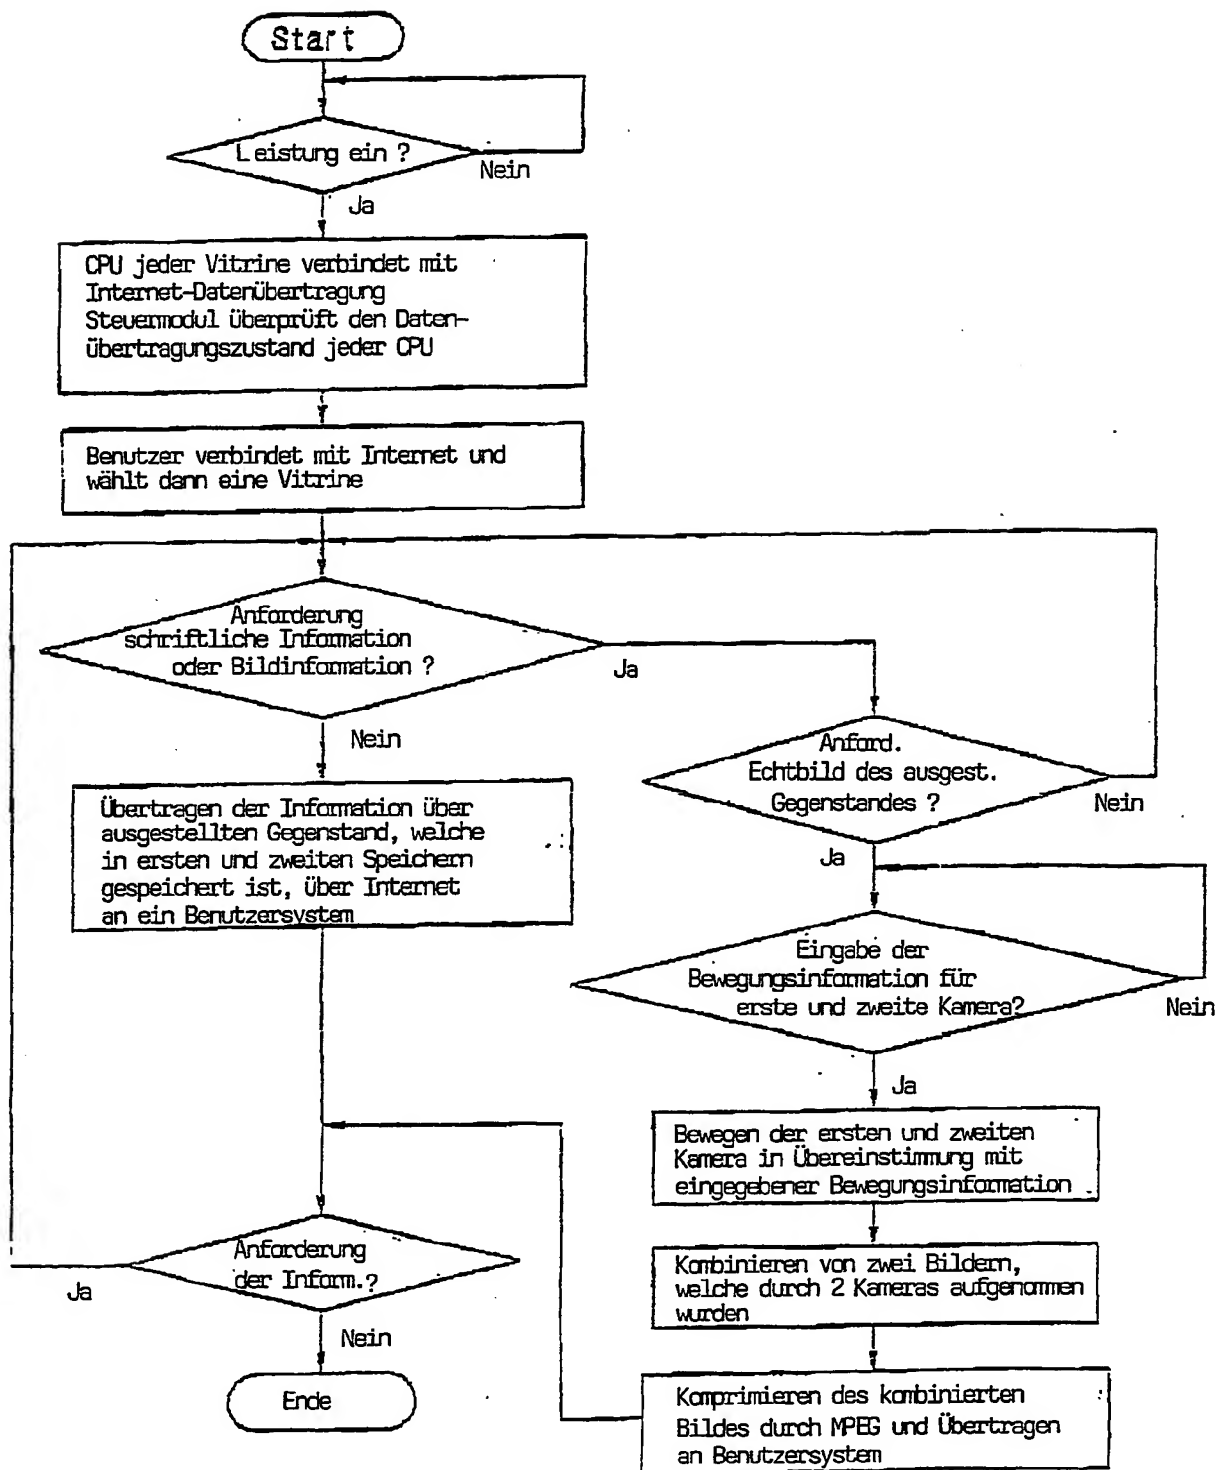 Start
Leistung ein ?
Nein
Ja
CPU jeder Vitrine verbindet mit
Internet-Datenübertragung
Steuermodul überprüft den Daten-
übertragungszustand jeder CPU
Benutzer verbindet mit Internet und
wählt dann eine Vitrine
Anforderung
schriftliche Information
oder Bildinformation ?
Ja
Nein
Anford.
Echtbild des ausgest.
Gegenstandes ?
Nein
Ja
Übertragen der Information über
ausgestellten Gegenstand, welche
in ersten und zweiten Speichern
gespeichert ist, über Internet
an ein Benutzersystem
Eingabe der
Bewegungsinformation für
erste und zweite Kamera?
Nein
Ja
Bewegen der ersten und zweiten
Kamera in Übereinstimmung mit
eingegebener Bewegungsinformation
Anforderung
der Inform.?
Ja
Nein
Kombinieren von zwei Bildern,
welche durch 2 Kameras aufgenommen
wurden
Ende
Komprimieren des kombinierten
Bildes durch MPEG und Übertragen
an Benutzersystem